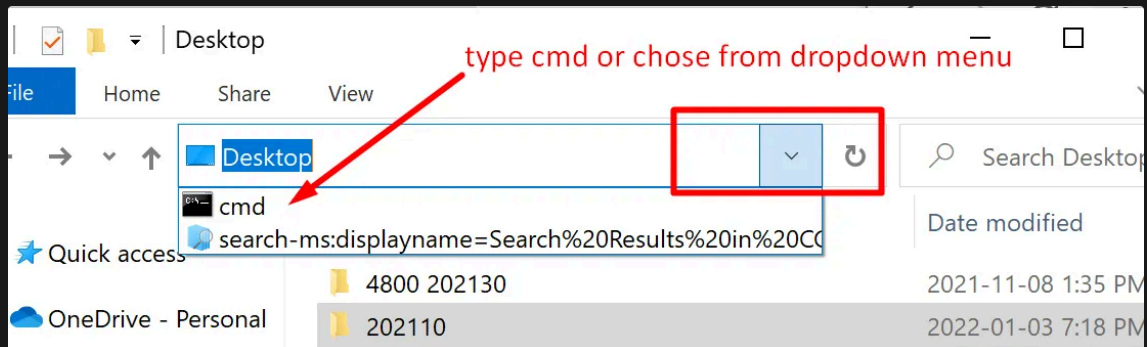 Desktop
type cmd or chose from dropdown menu
File Home Share View
Desktop
Search Desktop
cmd
search-ms:displayname=Search%20Results%20in%20CO
Date modified
Quick access
4800 202130 2021-11-08 1:35 PM
OneDrive - Personal
202110 2022-01-03 7:18 PM